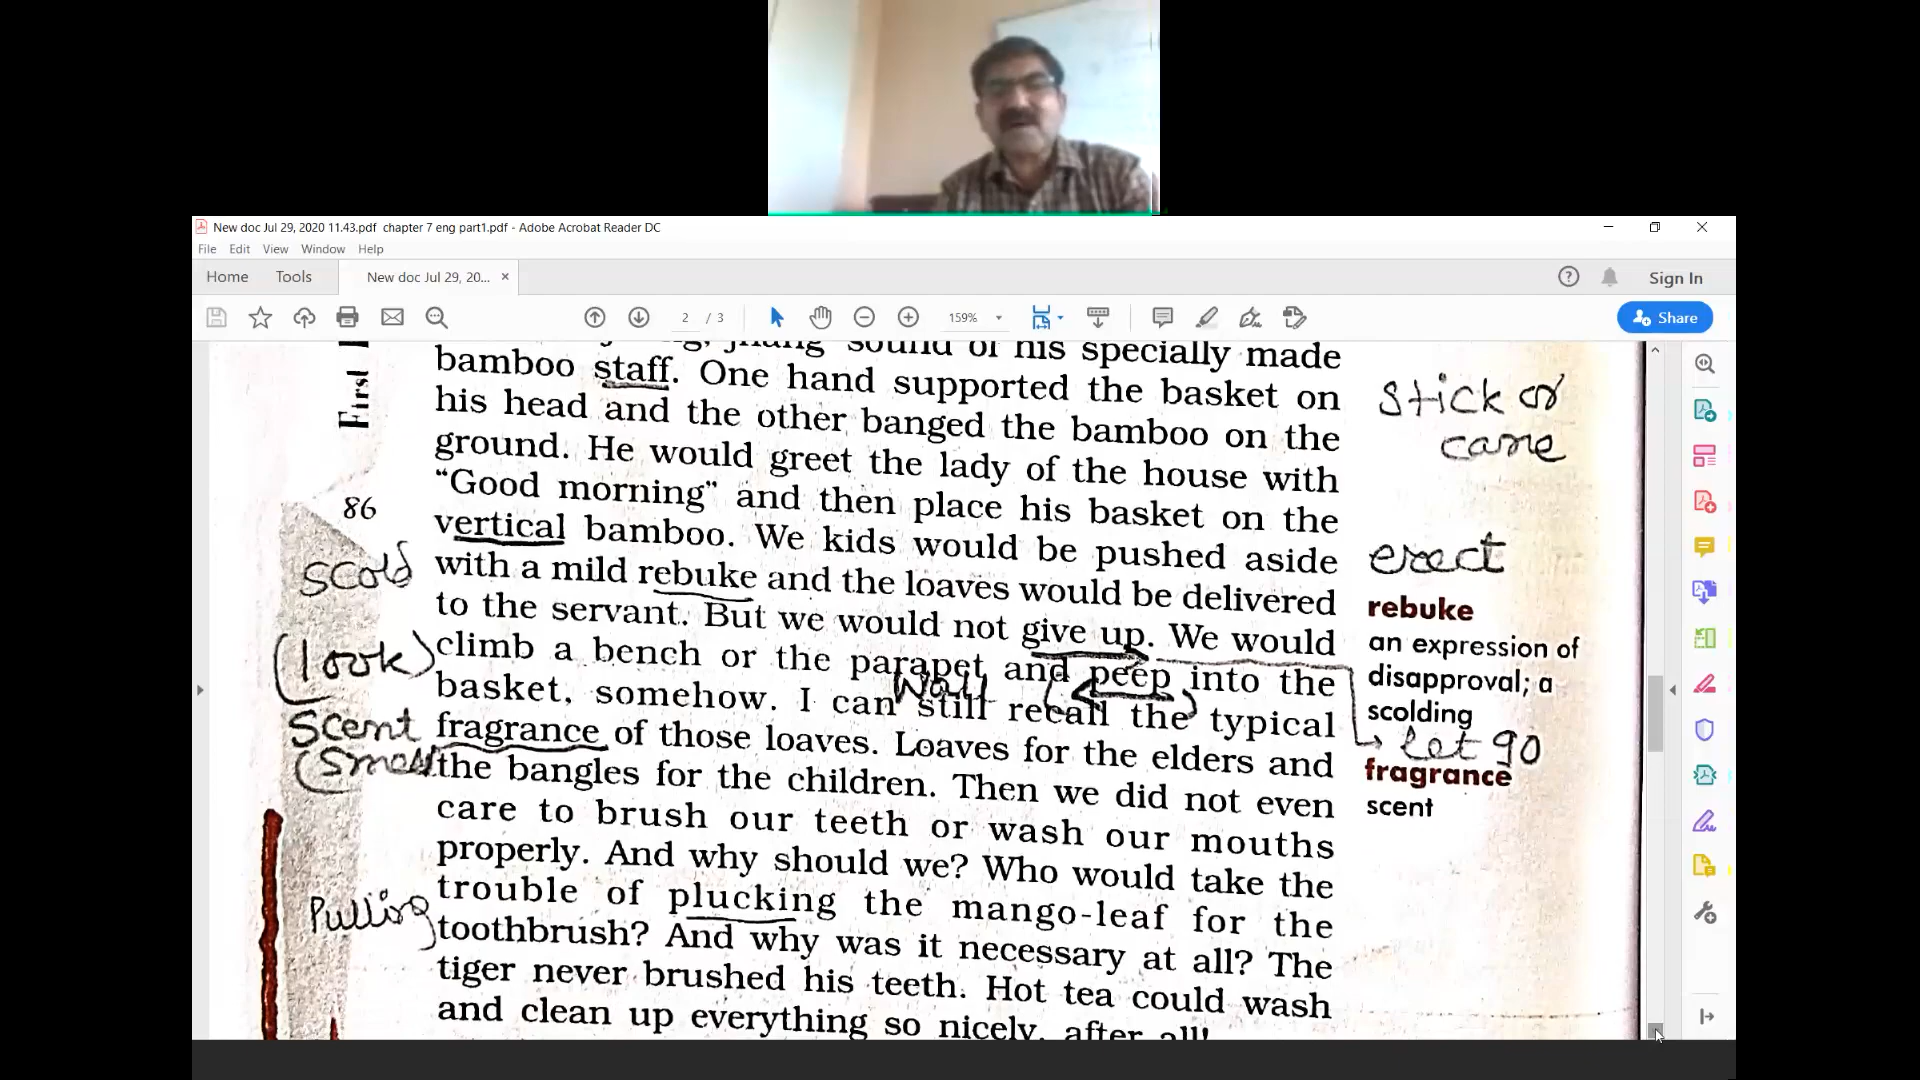 New doc Jul 29, 2020 11.43.pdf chapter 7 eng part1.pdf - Adobe Acrobat Reader DC
File Edit View Window Help
Home Tools New doc Jul 29, 20... × Sign In
2 / 3 159% Share
First
jhang sound of his specially made
bamboo staff. One hand supported the basket on
his head and the other banged the bamboo on the
ground. He would greet the lady of the house with
“Good morning” and then place his basket on the
vertical bamboo. We kids would be pushed aside
with a mild rebuke and the loaves would be delivered
to the servant. But we would not give up. We would
climb a bench or the parapet and peep into the
basket, somehow. I can still recall the typical
fragrance of those loaves. Loaves for the elders and
the bangles for the children. Then we did not even
care to brush our teeth or wash our mouths
properly. And why should we? Who would take the
trouble of plucking the mango-leaf for the
toothbrush? And why was it necessary at all? The
tiger never brushed his teeth. Hot tea could wash
and clean up everything so nicely, after all!
86
scold
(look)
Wall
scent
(smell
Pulling
stick or
cane
erect
rebuke
an expression of
disapproval; a
scolding
let go
fragrance
scent